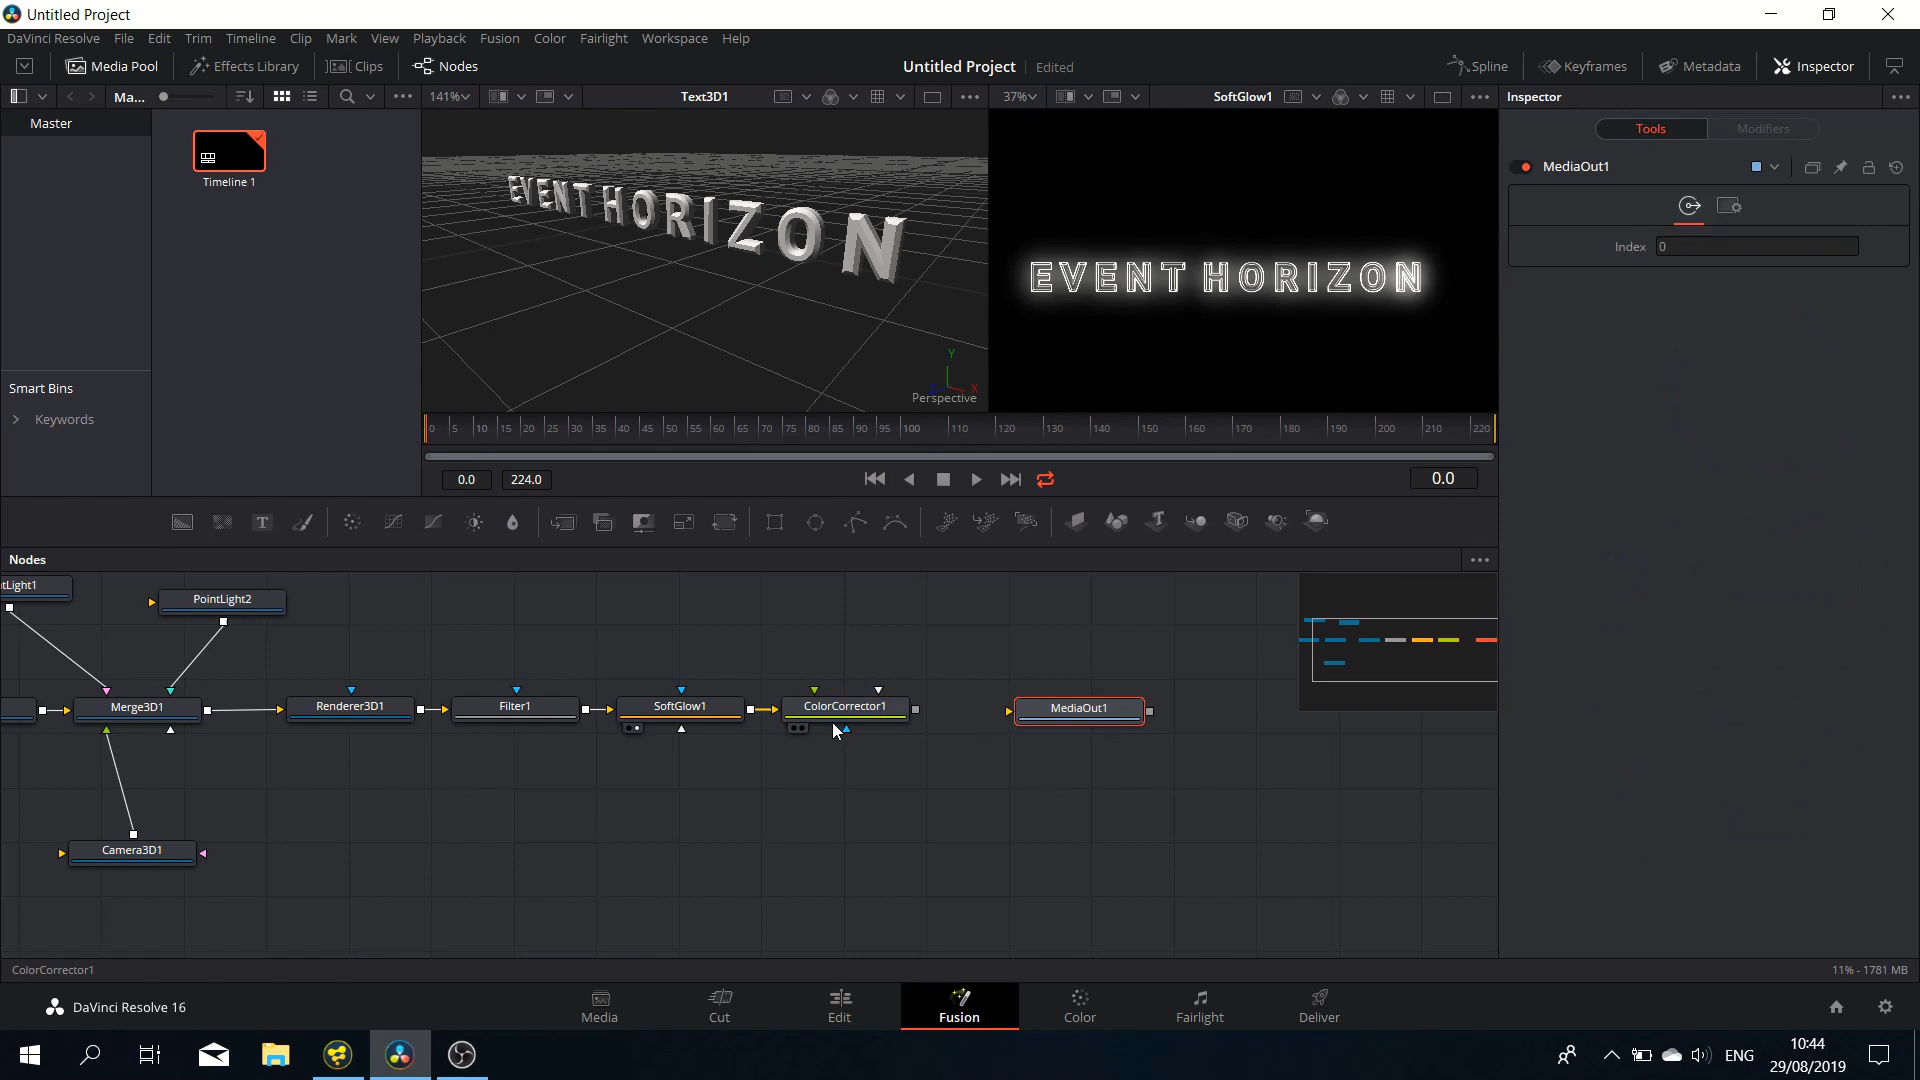 Untitled Project
DaVinci Resolve File Edit Trim Timeline Clip Mark View Playback Fusion Color Fairlight Workspace Help
Media Pool Effects Library Clips Nodes Untitled Project Edited Spline Keyframes Metadata Inspector
Ma... 141% Text3D1 37% SoftGlow1 Inspector
Master
Timeline 1
Smart Bins
Keywords
EVENT HORIZON
Y
X
Perspective
EVENT HORIZON
Tools Modifiers
MediaOut1
Index 0
0 5 10 15 20 25 30 35 40 45 50 55 60 65 70 75 80 85 90 95 100 110 120 130 140 150 160 170 180 190 200 210 220
0.0 224.0 0.0
Nodes
tLight1 PointLight2
Merge3D1 Renderer3D1 Filter1 SoftGlow1 ColorCorrector1 MediaOut1
Camera3D1
ColorCorrector1 11% - 1781 MB
DaVinci Resolve 16 Media Cut Edit Fusion Color Fairlight Deliver
ENG 10:44
29/08/2019